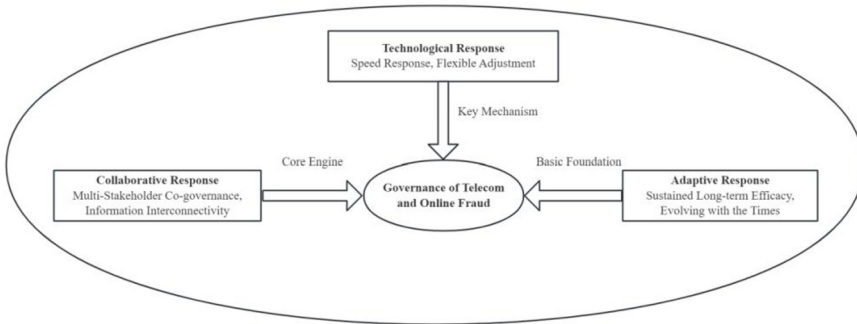 Technological Response
Speed Response, Flexible Adjustment
Key Mechanism
Core Engine
Basic Foundation
Collaborative Response
Multi-Stakeholder Co-governance,
Information Interconnectivity
Governance of Telecom
and Online Fraud
Adaptive Response
Sustained Long-term Efficacy,
Evolving with the Times